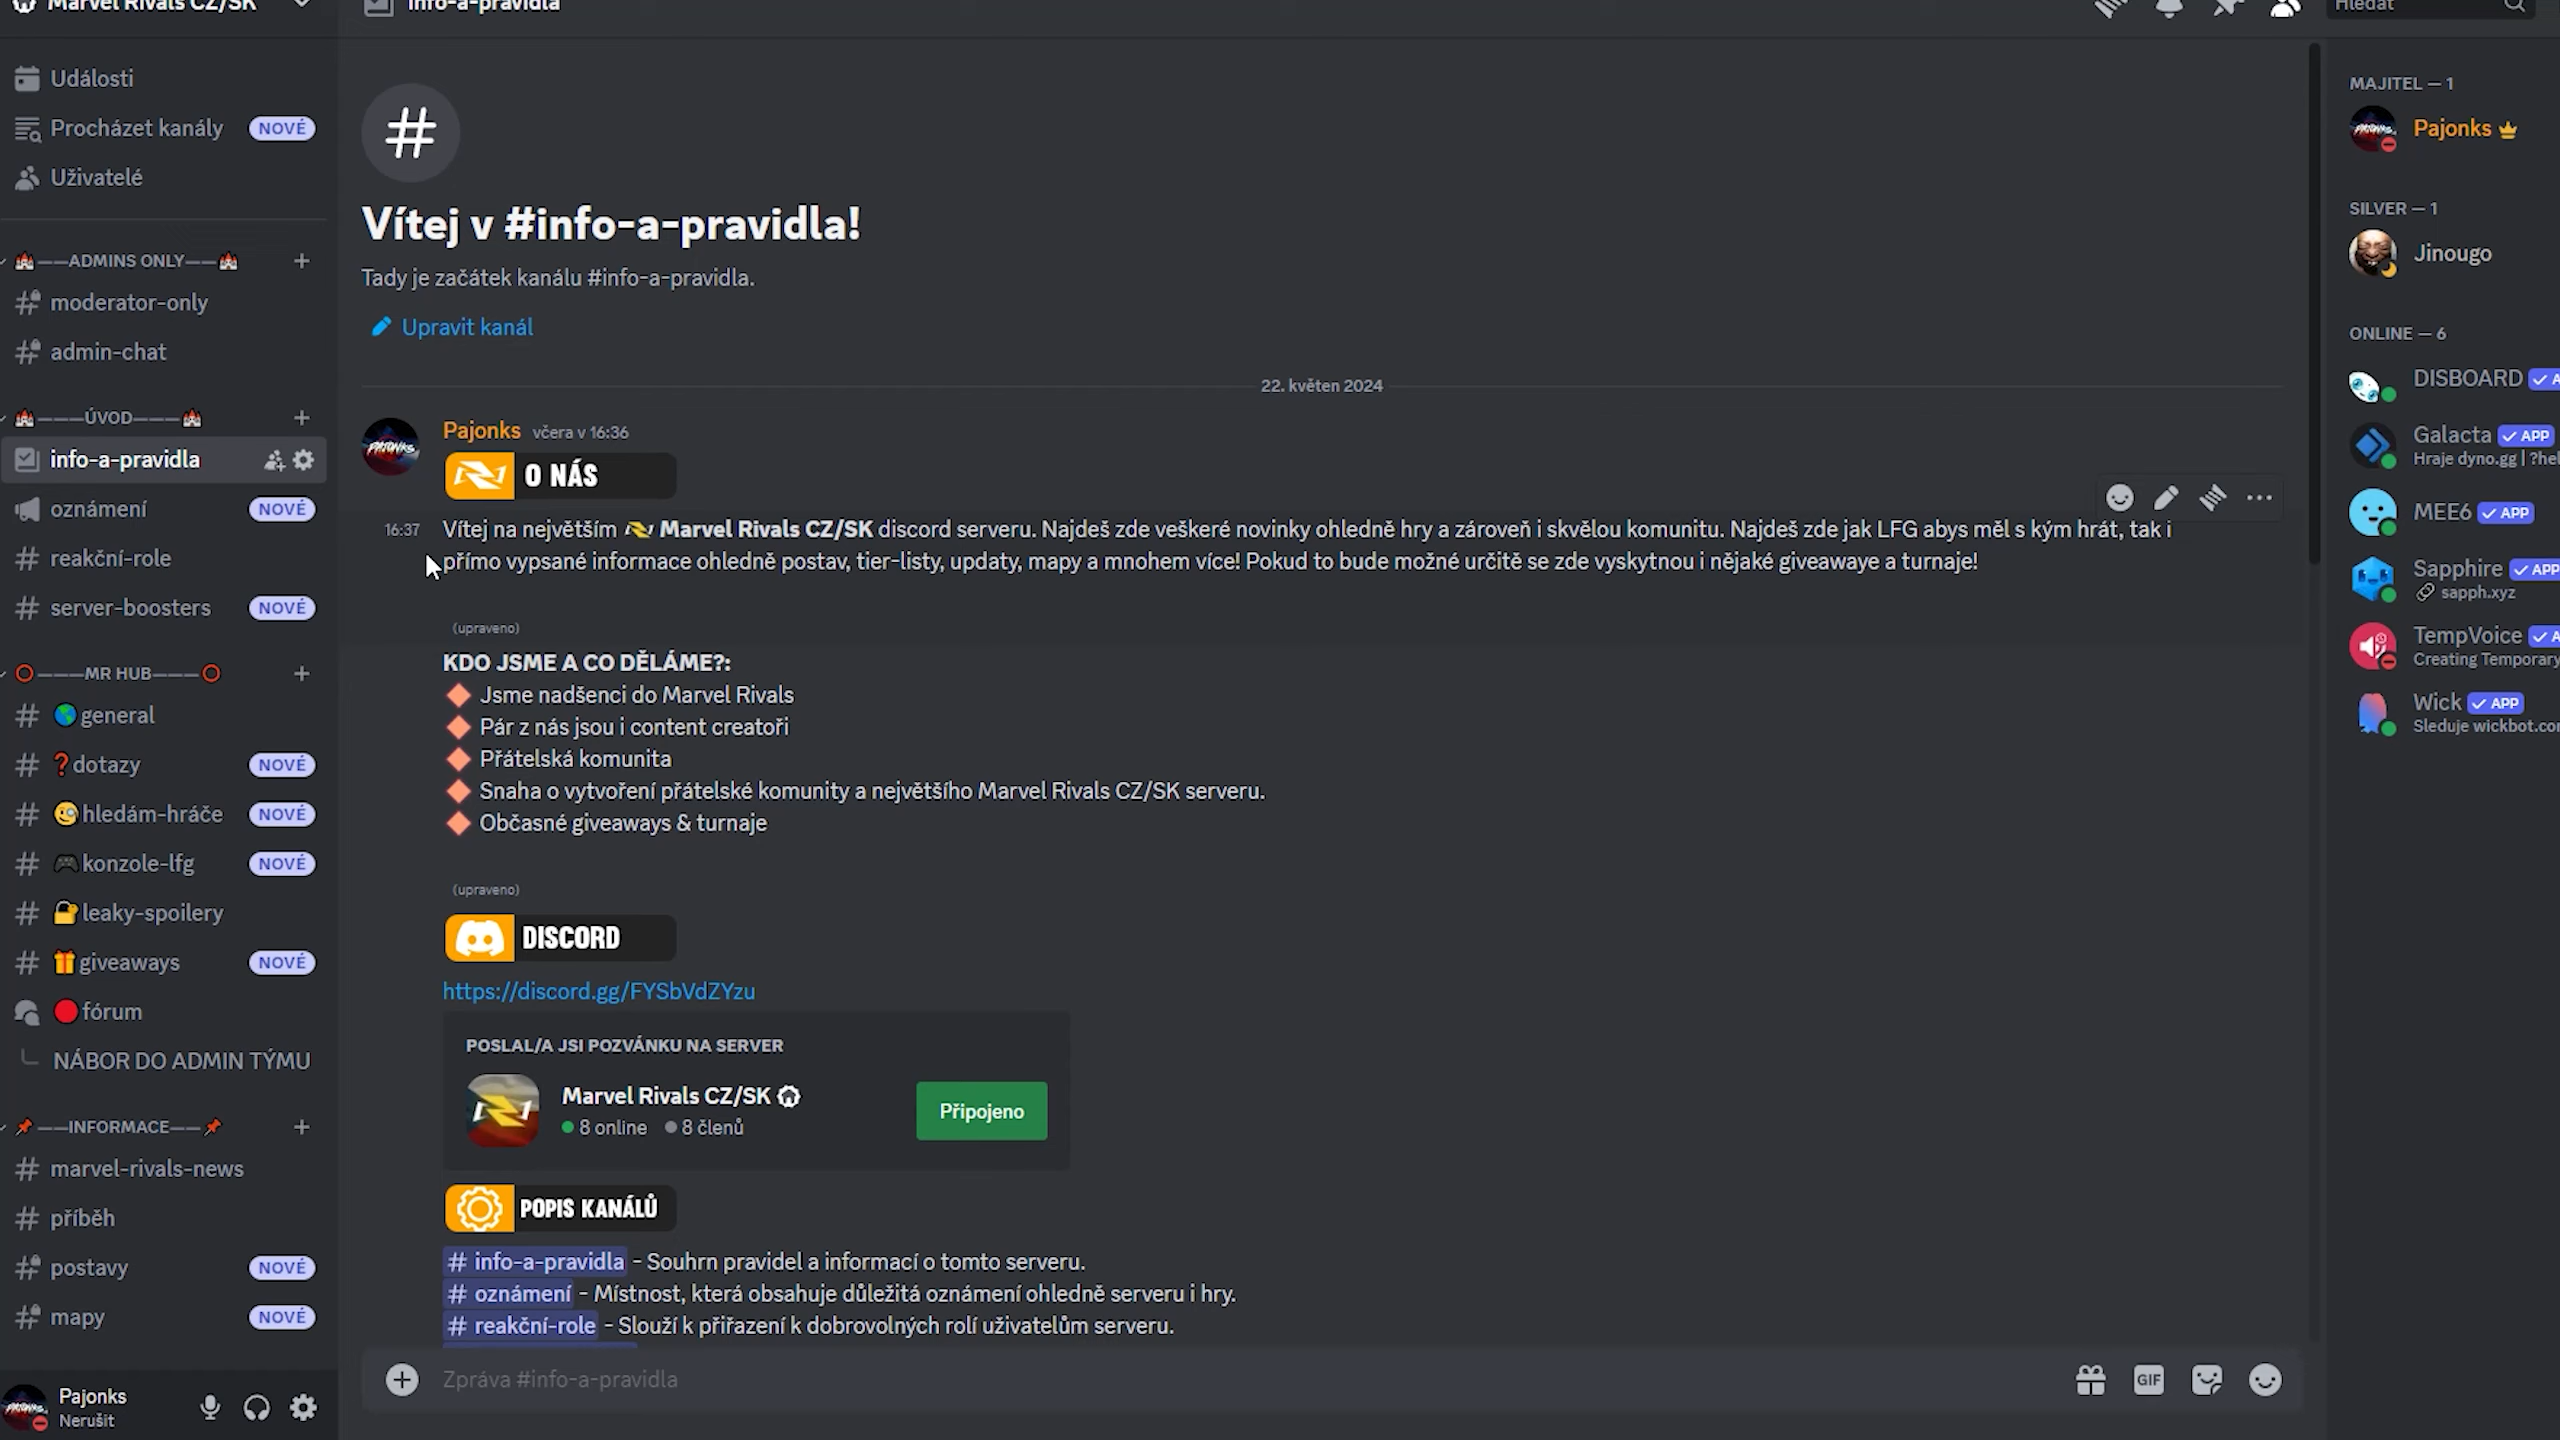 Marvel Rivals CZ/SK
Události
Procházet kanály NOVÉ
Uživatelé
——ADMINS ONLY——
moderator-only
admin-chat
———ÚVOD———
info-a-pravidla
oznámení NOVÉ
reakční-role
server-boosters NOVÉ
———MR HUB———
general
dotazy NOVÉ
hledám-hráče NOVÉ
konzole-lfg NOVÉ
leaky-spoilery
giveaways NOVÉ
fórum
NÁBOR DO ADMIN TÝMU
——INFORMACE——
marvel-rivals-news
příběh
postavy NOVÉ
mapy NOVÉ
Pajonks
Nerušit
info-a-pravidla
Hledat
Vítej v #info-a-pravidla!
Tady je začátek kanálu #info-a-pravidla.
Upravit kanál
22. květen 2024
Pajonks včera v 16:36
O NÁS
16:37 Vítej na největším Marvel Rivals CZ/SK discord serveru. Najdeš zde veškeré novinky ohledně hry a zároveň i skvělou komunitu. Najdeš zde jak LFG abys měl s kým hrát, tak i
přímo vypsané informace ohledně postav, tier-listy, updaty, mapy a mnohem více! Pokud to bude možné určitě se zde vyskytnou i nějaké giveawaye a turnaje!
(upraveno)
KDO JSME A CO DĚLÁME?:
Jsme nadšenci do Marvel Rivals
Pár z nás jsou i content creatoři
Přátelská komunita
Snaha o vytvoření přátelské komunity a největšího Marvel Rivals CZ/SK serveru.
Občasné giveaways & turnaje
(upraveno)
DISCORD
https://discord.gg/FYSbVdZYzu
POSLAL/A JSI POZVÁNKU NA SERVER
Marvel Rivals CZ/SK
8 online 8 členů
Připojeno
POPIS KANÁLŮ
# info-a-pravidla - Souhrn pravidel a informací o tomto serveru.
# oznámení - Místnost, která obsahuje důležitá oznámení ohledně serveru i hry.
# reakční-role - Slouží k přiřazení k dobrovolných rolí uživatelům serveru.
Zpráva #info-a-pravidla
GIF
MAJITEL — 1
Pajonks
SILVER — 1
Jinougo
ONLINE — 6
DISBOARD
Galacta APP
Hraje dyno.gg | ?hel
MEE6 APP
Sapphire APP
sapph.xyz
TempVoice
Creating Temporary
Wick APP
Sleduje wickbot.co